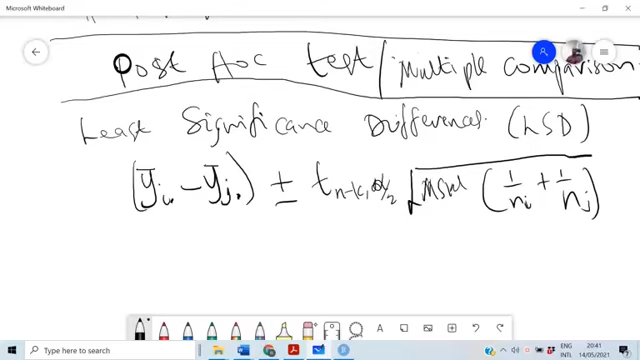 Microsoft Whiteboard
Post Hoc test | Multiple comparison
Least Significance Differences (LSD)
(ȳi. - ȳj.) ± t n-k, α/2 √MSW (1/ni + 1/nj)
Type here to search
ENG
INTL
20:41
14/05/2021